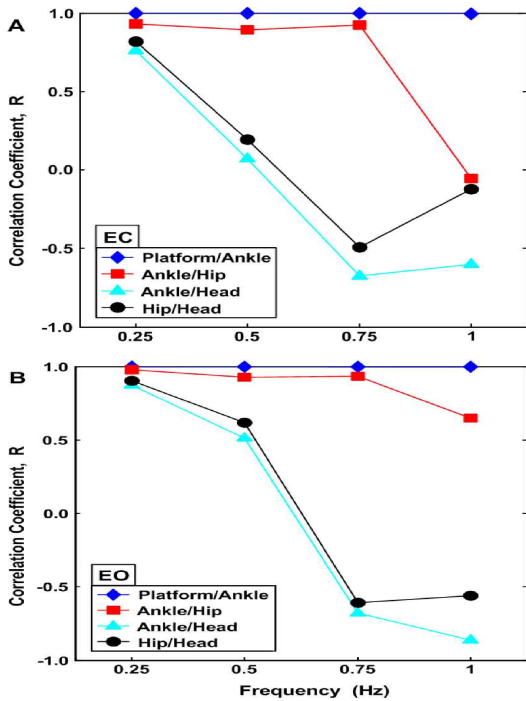 A
Correlation Coefficient, R
1.0
0.5
0.0
-0.5
-1.0
EC
Platform/Ankle
Ankle/Hip
Ankle/Head
Hip/Head
0.25 0.5 0.75 1
B
Correlation Coefficient, R
1.0
0.5
0.0
-0.5
-1.0
EO
Platform/Ankle
Ankle/Hip
Ankle/Head
Hip/Head
0.25 0.5 0.75 1
Frequency (Hz)